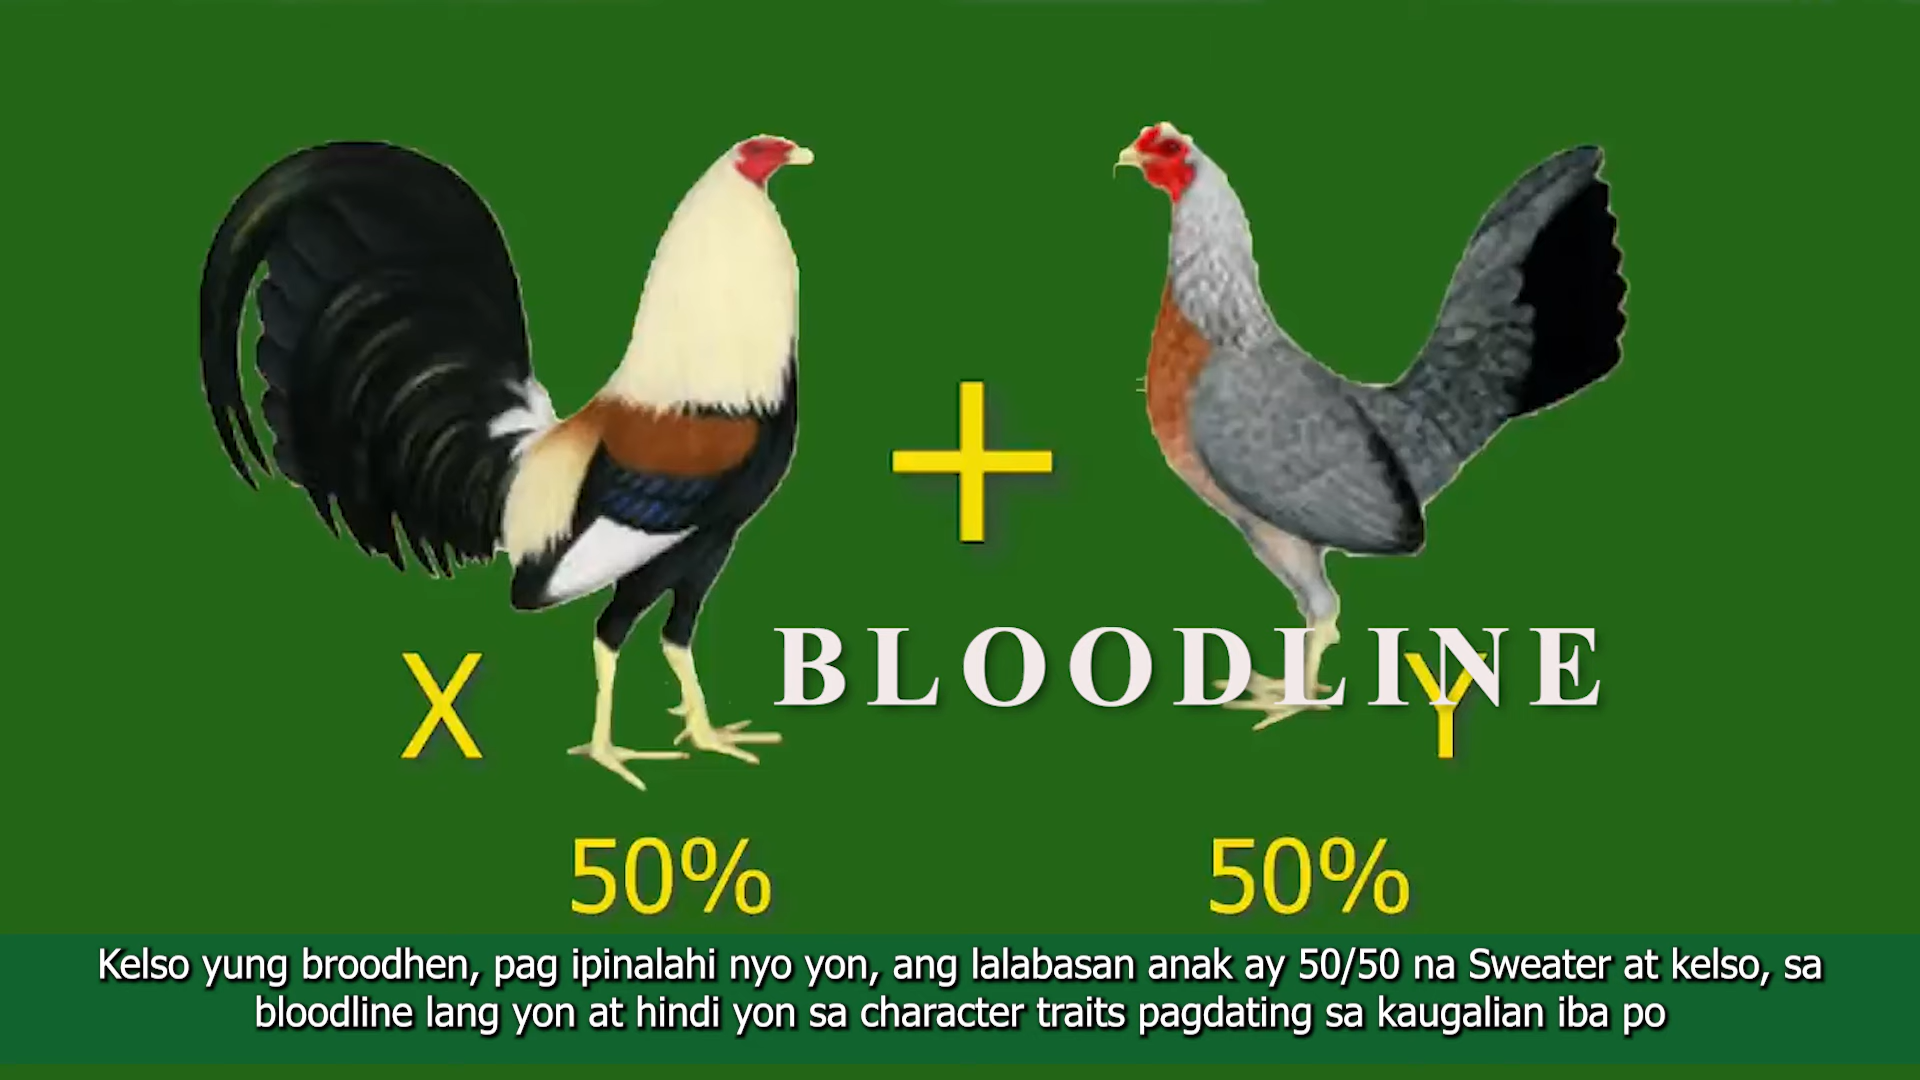 +
X
BLOODLINE
Y
50%
50%
Kelso yung broodhen, pag ipinalahi nyo yon, ang lalabasan anak ay 50/50 na Sweater at kelso, sa
bloodline lang yon at hindi yon sa character traits pagdating sa kaugalian iba po